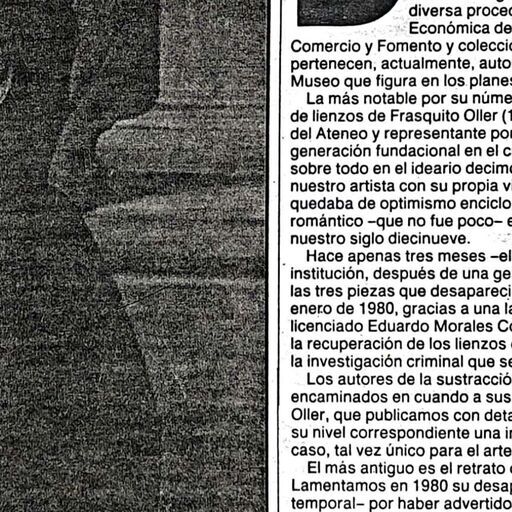 diversa proced
Económica de
Comercio y Fomento y colecci
pertenecen, actualmente, auto
Museo que figura en los planes
La más notable por su núme
de lienzos de Frasquito Oller (1
del Ateneo y representante por
generación fundacional en el c
sobre todo en el ideario decimo
nuestro artista con su propia v
quedaba de optimismo enciclo
romántico –que no fue poco– e
nuestro siglo diecinueve.
Hace apenas tres meses –el
institución, después de una ge
las tres piezas que desapareci
enero de 1980, gracias a una la
licenciado Eduardo Morales Co
la recuperación de los lienzos
la investigación criminal que se
Los autores de la sustracció
encaminados en cuando a sus
Oller, que publicamos con deta
su nivel correspondiente una in
caso, tal vez único para el arte
El más antiguo es el retrato
Lamentamos en 1980 su desap
temporal– por haber advertido